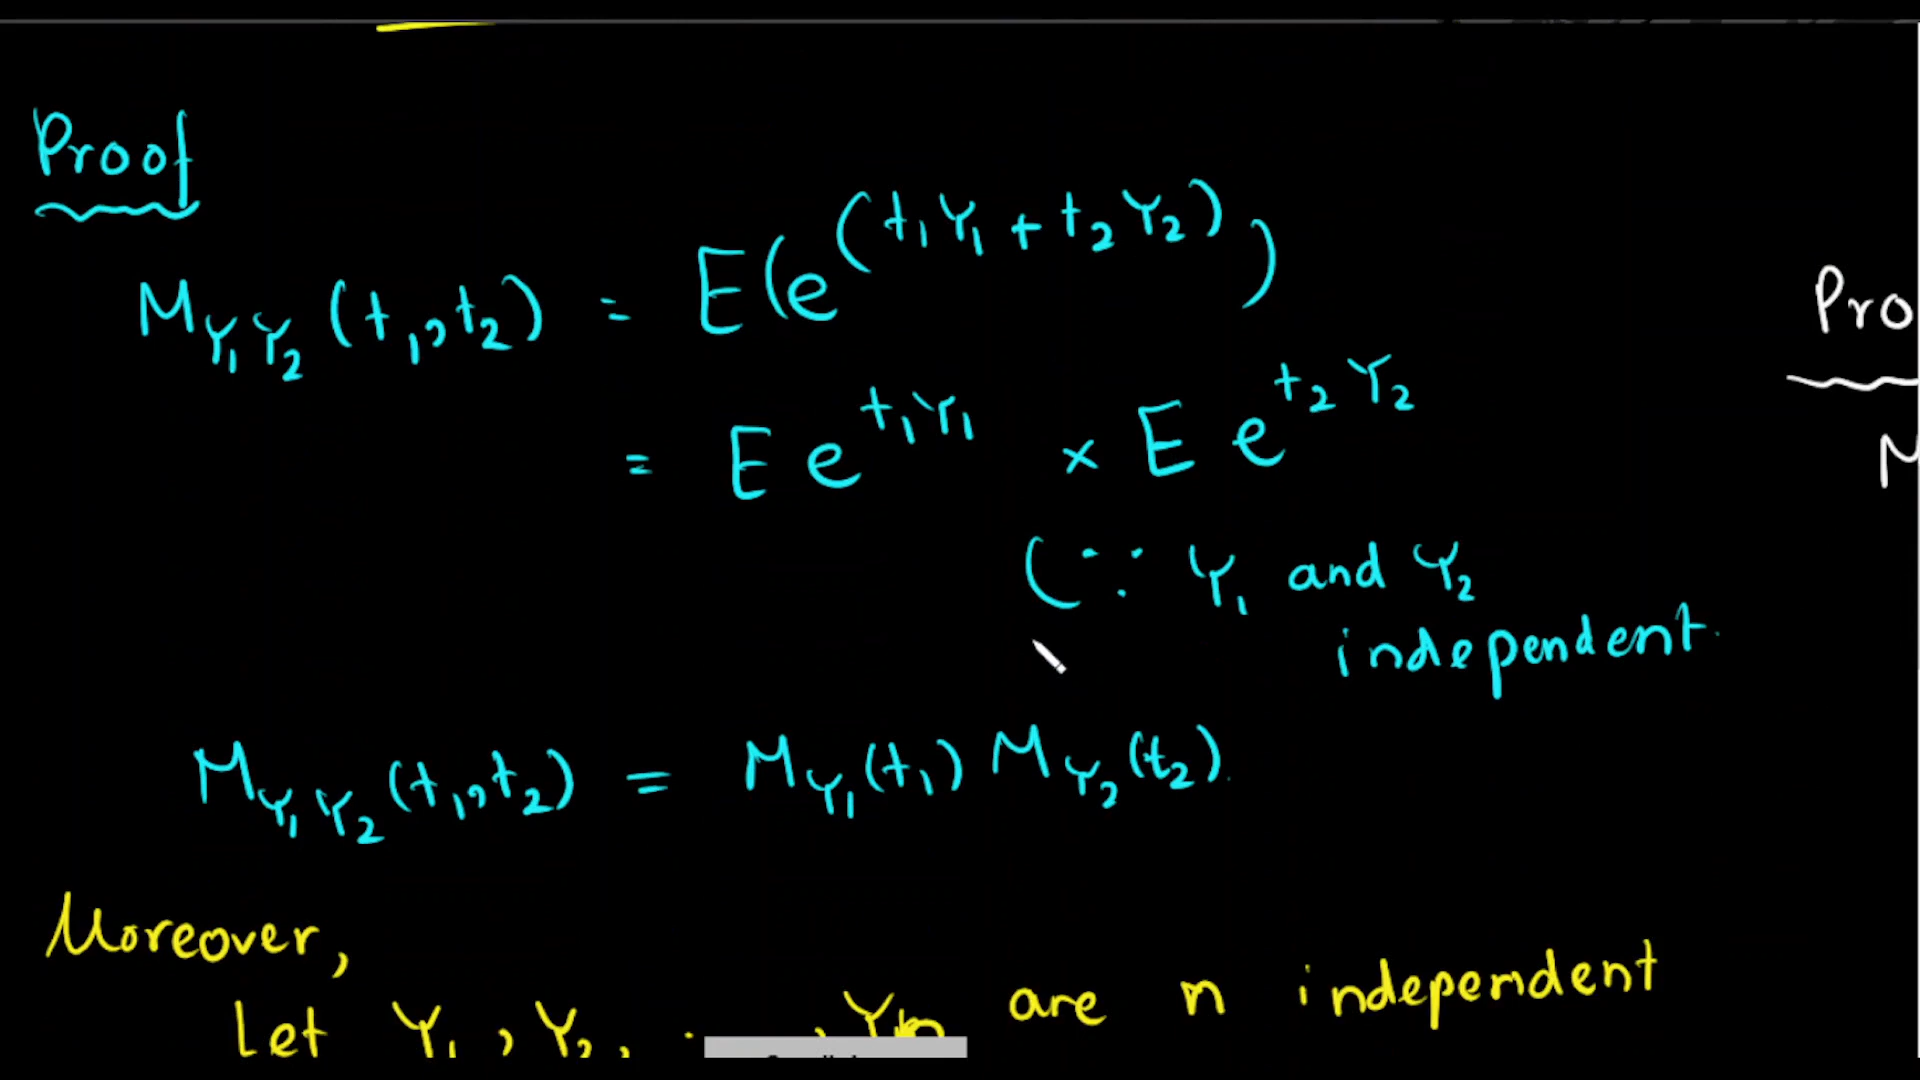 Proof
M_{Y₁Y₂}(t₁,t₂) = E(e^{(t₁Y₁ + t₂Y₂)})
= E e^{t₁Y₁} × E e^{t₂Y₂}
(∵ Y₁ and Y₂
independent.
M_{Y₁Y₂}(t₁,t₂) = M_{Y₁}(t₁) M_{Y₂}(t₂).
Moreover,
Let Y₁, Y₂, . . , Yₙ are n independent
Pro
M